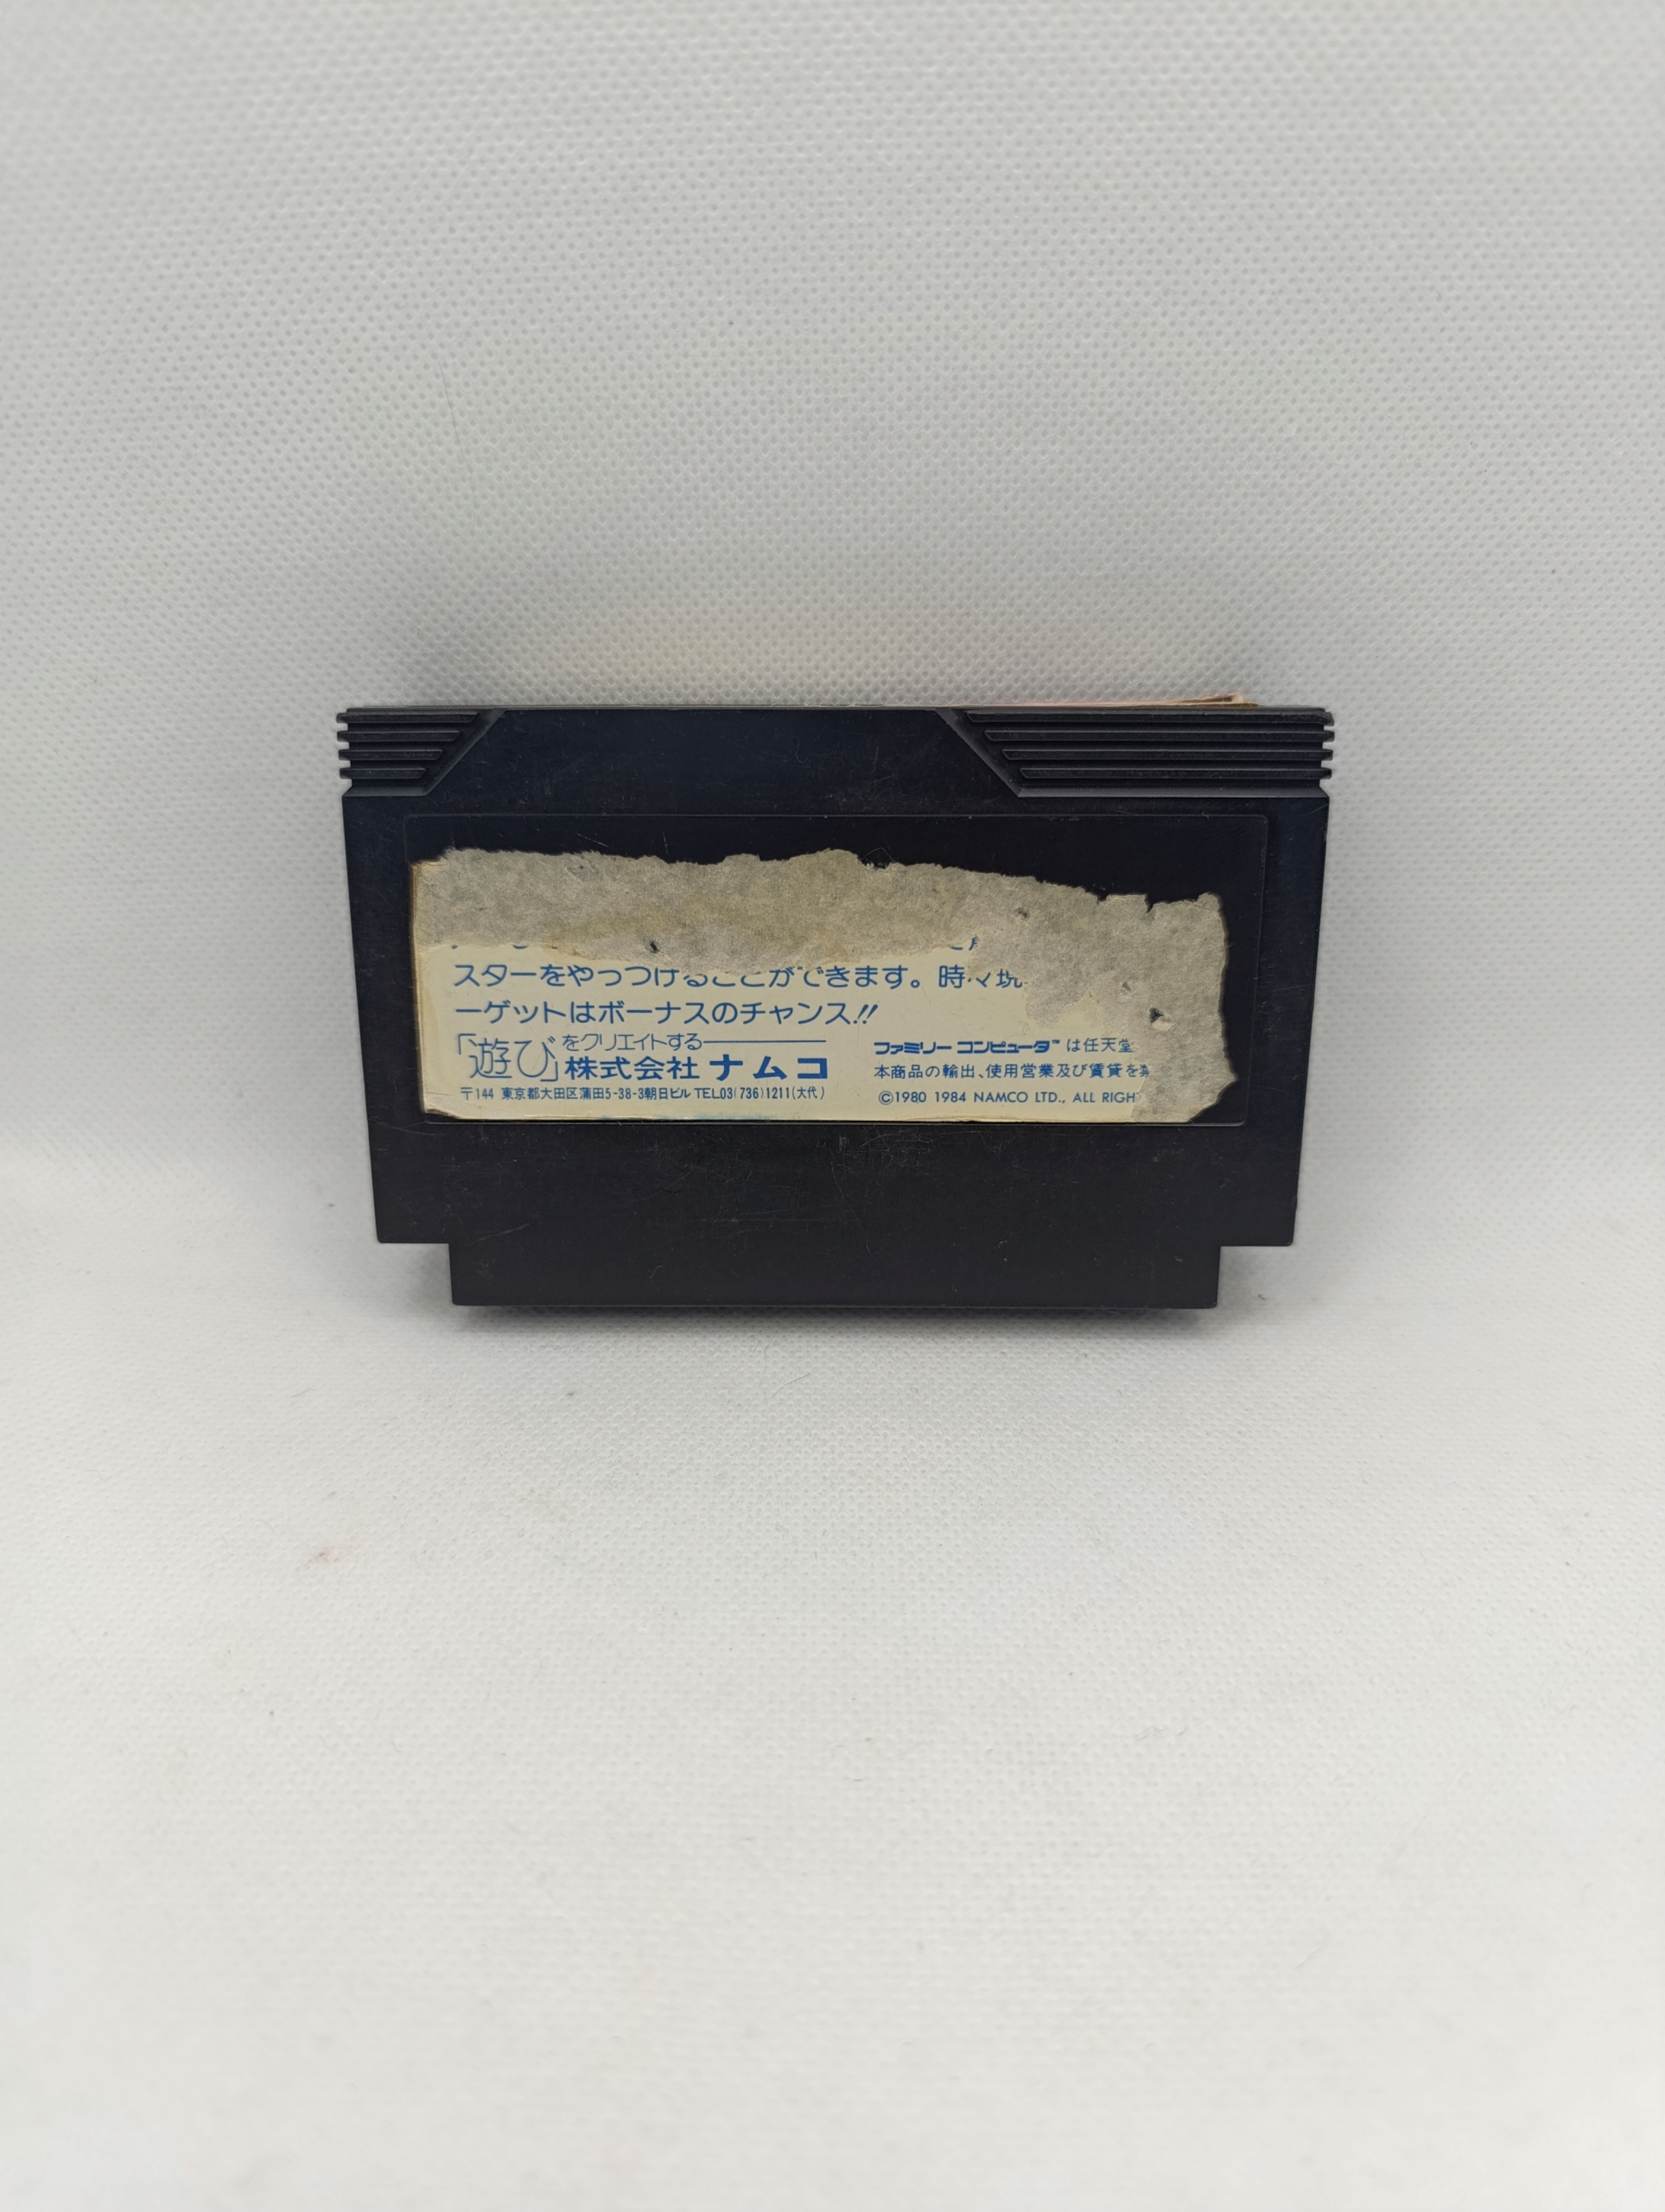 スターをやっつけることができます。時々現
ーゲットはボーナスのチャンス!!
「遊び」をクリエイトする
株式会社ナムコ
〒144 東京都大田区蒲田5-38-3朝日ビル TEL03(736)1211(大代)
ファミリーコンピュータ™は任天堂
本商品の輸出、使用営業及び賃貸を禁
©1980 1984 NAMCO LTD., ALL RIGH